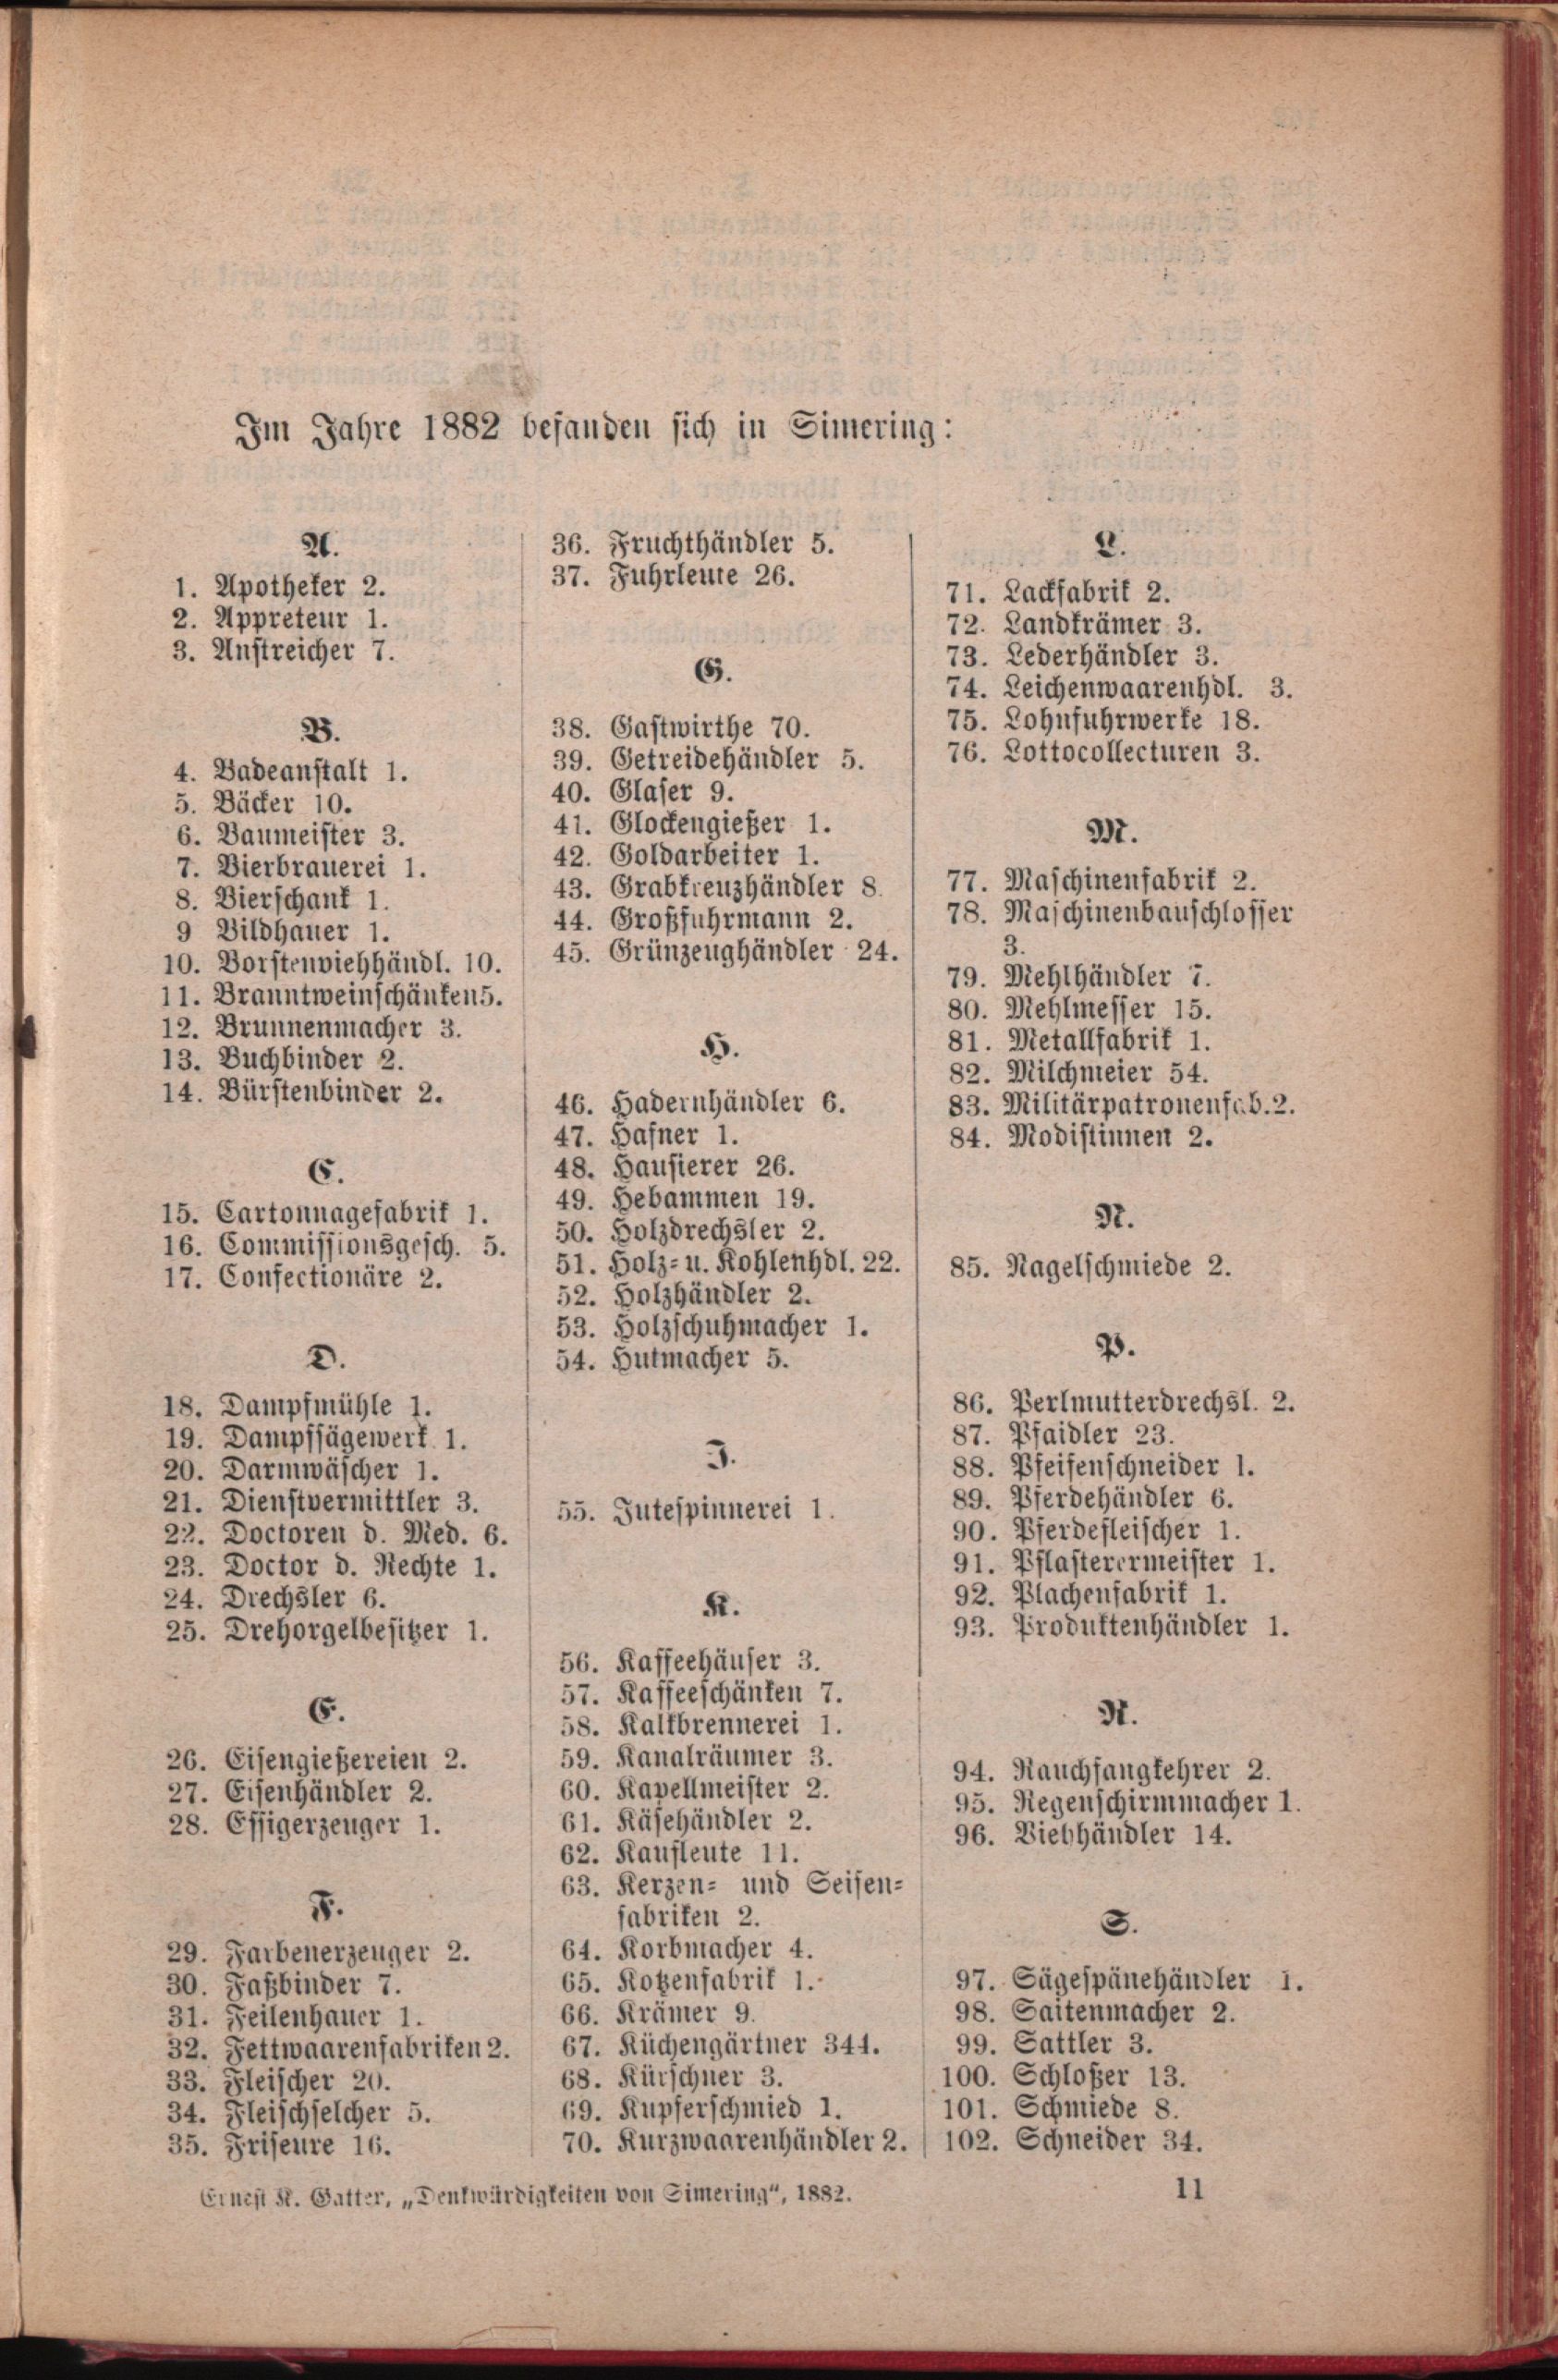 Im Jahre 1882 befanden sich in Simering:
A.
1. Apotheker 2.
2. Appreteur 1.
3. Anstreicher 7.
B.
4. Badeanstalt 1.
5. Bäcker 10.
6. Baumeister 3.
7. Bierbrauerei 1.
8. Bierschank 1.
9 Bildhauer 1.
10. Borstenviehhändl. 10.
11. Branntweinschänken 5.
12. Brunnenmacher 3.
13. Buchbinder 2.
14. Bürstenbinder 2.
C.
15. Cartonnagefabrik 1.
16. Commissionsgesch. 5.
17. Confectionäre 2.
D.
18. Dampfmühle 1.
19. Dampfsägewerk 1.
20. Darmwäscher 1.
21. Dienstvermittler 3.
22. Doctoren d. Med. 6.
23. Doctor d. Rechte 1.
24. Drechsler 6.
25. Drehorgelbesitzer 1.
E.
26. Eisengießereien 2.
27. Eisenhändler 2.
28. Essigerzeuger 1.
F.
29. Farbenerzeuger 2.
30. Faßbinder 7.
31. Feilenhauer 1.
32. Fettwaarenfabriken 2.
33. Fleischer 20.
34. Fleischselcher 5.
35. Friseure 16.
36. Fruchthändler 5.
37. Fuhrleute 26.
G.
38. Gastwirthe 70.
39. Getreidehändler 5.
40. Glaser 9.
41. Glockengießer 1.
42. Goldarbeiter 1.
43. Grabkreuzhändler 8.
44. Großfuhrmann 2.
45. Grünzeughändler 24.
H.
46. Hadernhändler 6.
47. Hafner 1.
48. Hausierer 26.
49. Hebammen 19.
50. Holzdrechsler 2.
51. Holz- u. Kohlenhdl. 22.
52. Holzhändler 2.
53. Holzschuhmacher 1.
54. Hutmacher 5.
J.
55. Jutespinnerei 1.
K.
56. Kaffeehäuser 3.
57. Kaffeeschänken 7.
58. Kalkbrennerei 1.
59. Kanalräumer 3.
60. Kapellmeister 2.
61. Käsehändler 2.
62. Kaufleute 11.
63. Kerzen- und Seifen-
fabriken 2.
64. Korbmacher 4.
65. Kotzenfabrik 1.
66. Krämer 9.
67. Küchengärtner 344.
68. Kürschner 3.
69. Kupferschmied 1.
70. Kurzwaarenhändler 2.
L.
71. Lackfabrik 2.
72. Landkrämer 3.
73. Lederhändler 3.
74. Leichenwaarenhdl. 3.
75. Lohnfuhrwerke 18.
76. Lottocollecturen 3.
M.
77. Maschinenfabrik 2.
78. Maschinenbauschlosser
3.
79. Mehlhändler 7.
80. Mehlmesser 15.
81. Metallfabrik 1.
82. Milchmeier 54.
83. Militärpatronenfab. 2.
84. Modistinnen 2.
N.
85. Nagelschmiede 2.
P.
86. Perlmutterdrechsl. 2.
87. Pfaidler 23.
88. Pfeifenschneider 1.
89. Pferdehändler 6.
90. Pferdefleischer 1.
91. Pflasterermeister 1.
92. Plachenfabrik 1.
93. Produktenhändler 1.
R.
94. Rauchfangkehrer 2.
95. Regenschirmmacher 1.
96. Viehhändler 14.
S.
97. Sägespänehändler 1.
98. Saitenmacher 2.
99. Sattler 3.
100. Schloßer 13.
101. Schmiede 8.
102. Schneider 34.
Ernest K. Gatter, „Denkwürdigkeiten von Simering“, 1882.
11